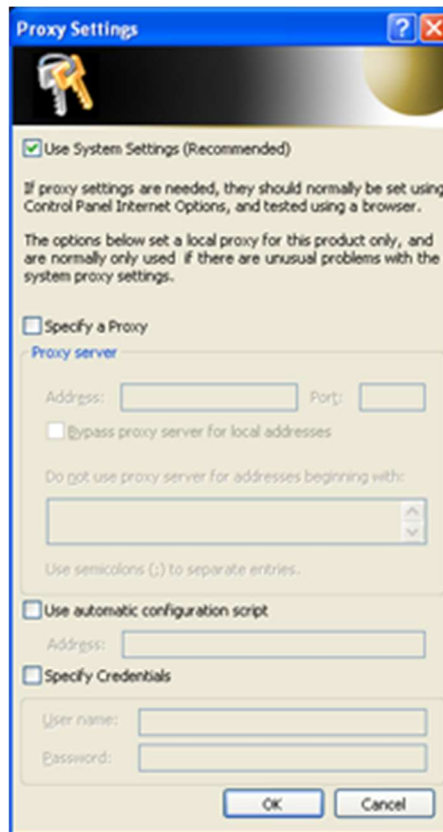 Proxy Settings
Use System Settings (Recommended)
If proxy settings are needed, they should normally be set using
Control Panel Internet Options, and tested using a browser.
The options below set a local proxy for this product only, and
are normally only used if there are unusual problems with the
system proxy settings.
Specify a Proxy
Proxy server
Address:
Port:
Bypass proxy server for local addresses
Do not use proxy server for addresses beginning with:
Use semicolons (;) to separate entries.
Use automatic configuration script
Address:
Specify Credentials
User name:
Password:
OK Cancel